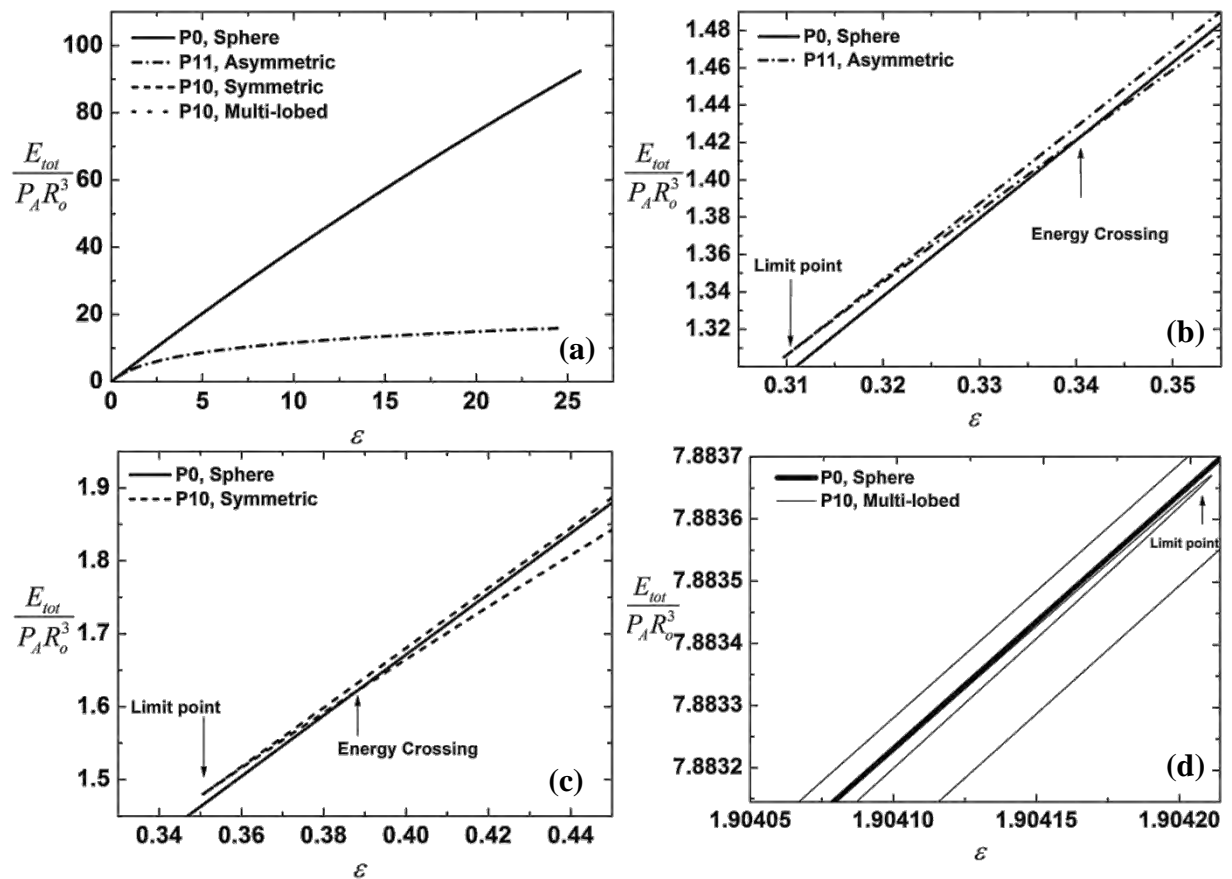 P0, Sphere
P11, Asymmetric
P10, Symmetric
P10, Multi-lobed
100
80
60
40
20
0
E_tot
P_A R_o^3
(a)
0 5 10 15 20 25
ε
P0, Sphere
P11, Asymmetric
1.48
1.46
1.44
1.42
1.40
1.38
1.36
1.34
1.32
E_tot
P_A R_o^3
Energy Crossing
Limit point
(b)
0.31 0.32 0.33 0.34 0.35
ε
P0, Sphere
P10, Symmetric
1.9
1.8
1.7
1.6
1.5
E_tot
P_A R_o^3
Limit point
Energy Crossing
(c)
0.34 0.36 0.38 0.40 0.42 0.44
ε
P0, Sphere
P10, Multi-lobed
7.8837
7.8836
7.8835
7.8834
7.8833
7.8832
E_tot
P_A R_o^3
Limit point
(d)
1.90405 1.90410 1.90415 1.90420
ε